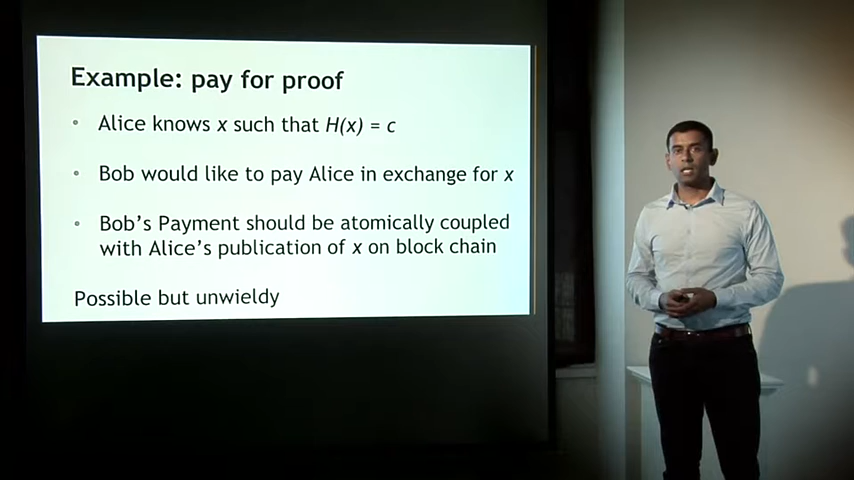 Example: pay for proof
◦ Alice knows x such that H(x) = c
◦ Bob would like to pay Alice in exchange for x
◦ Bob's Payment should be atomically coupled
with Alice's publication of x on block chain
Possible but unwieldy